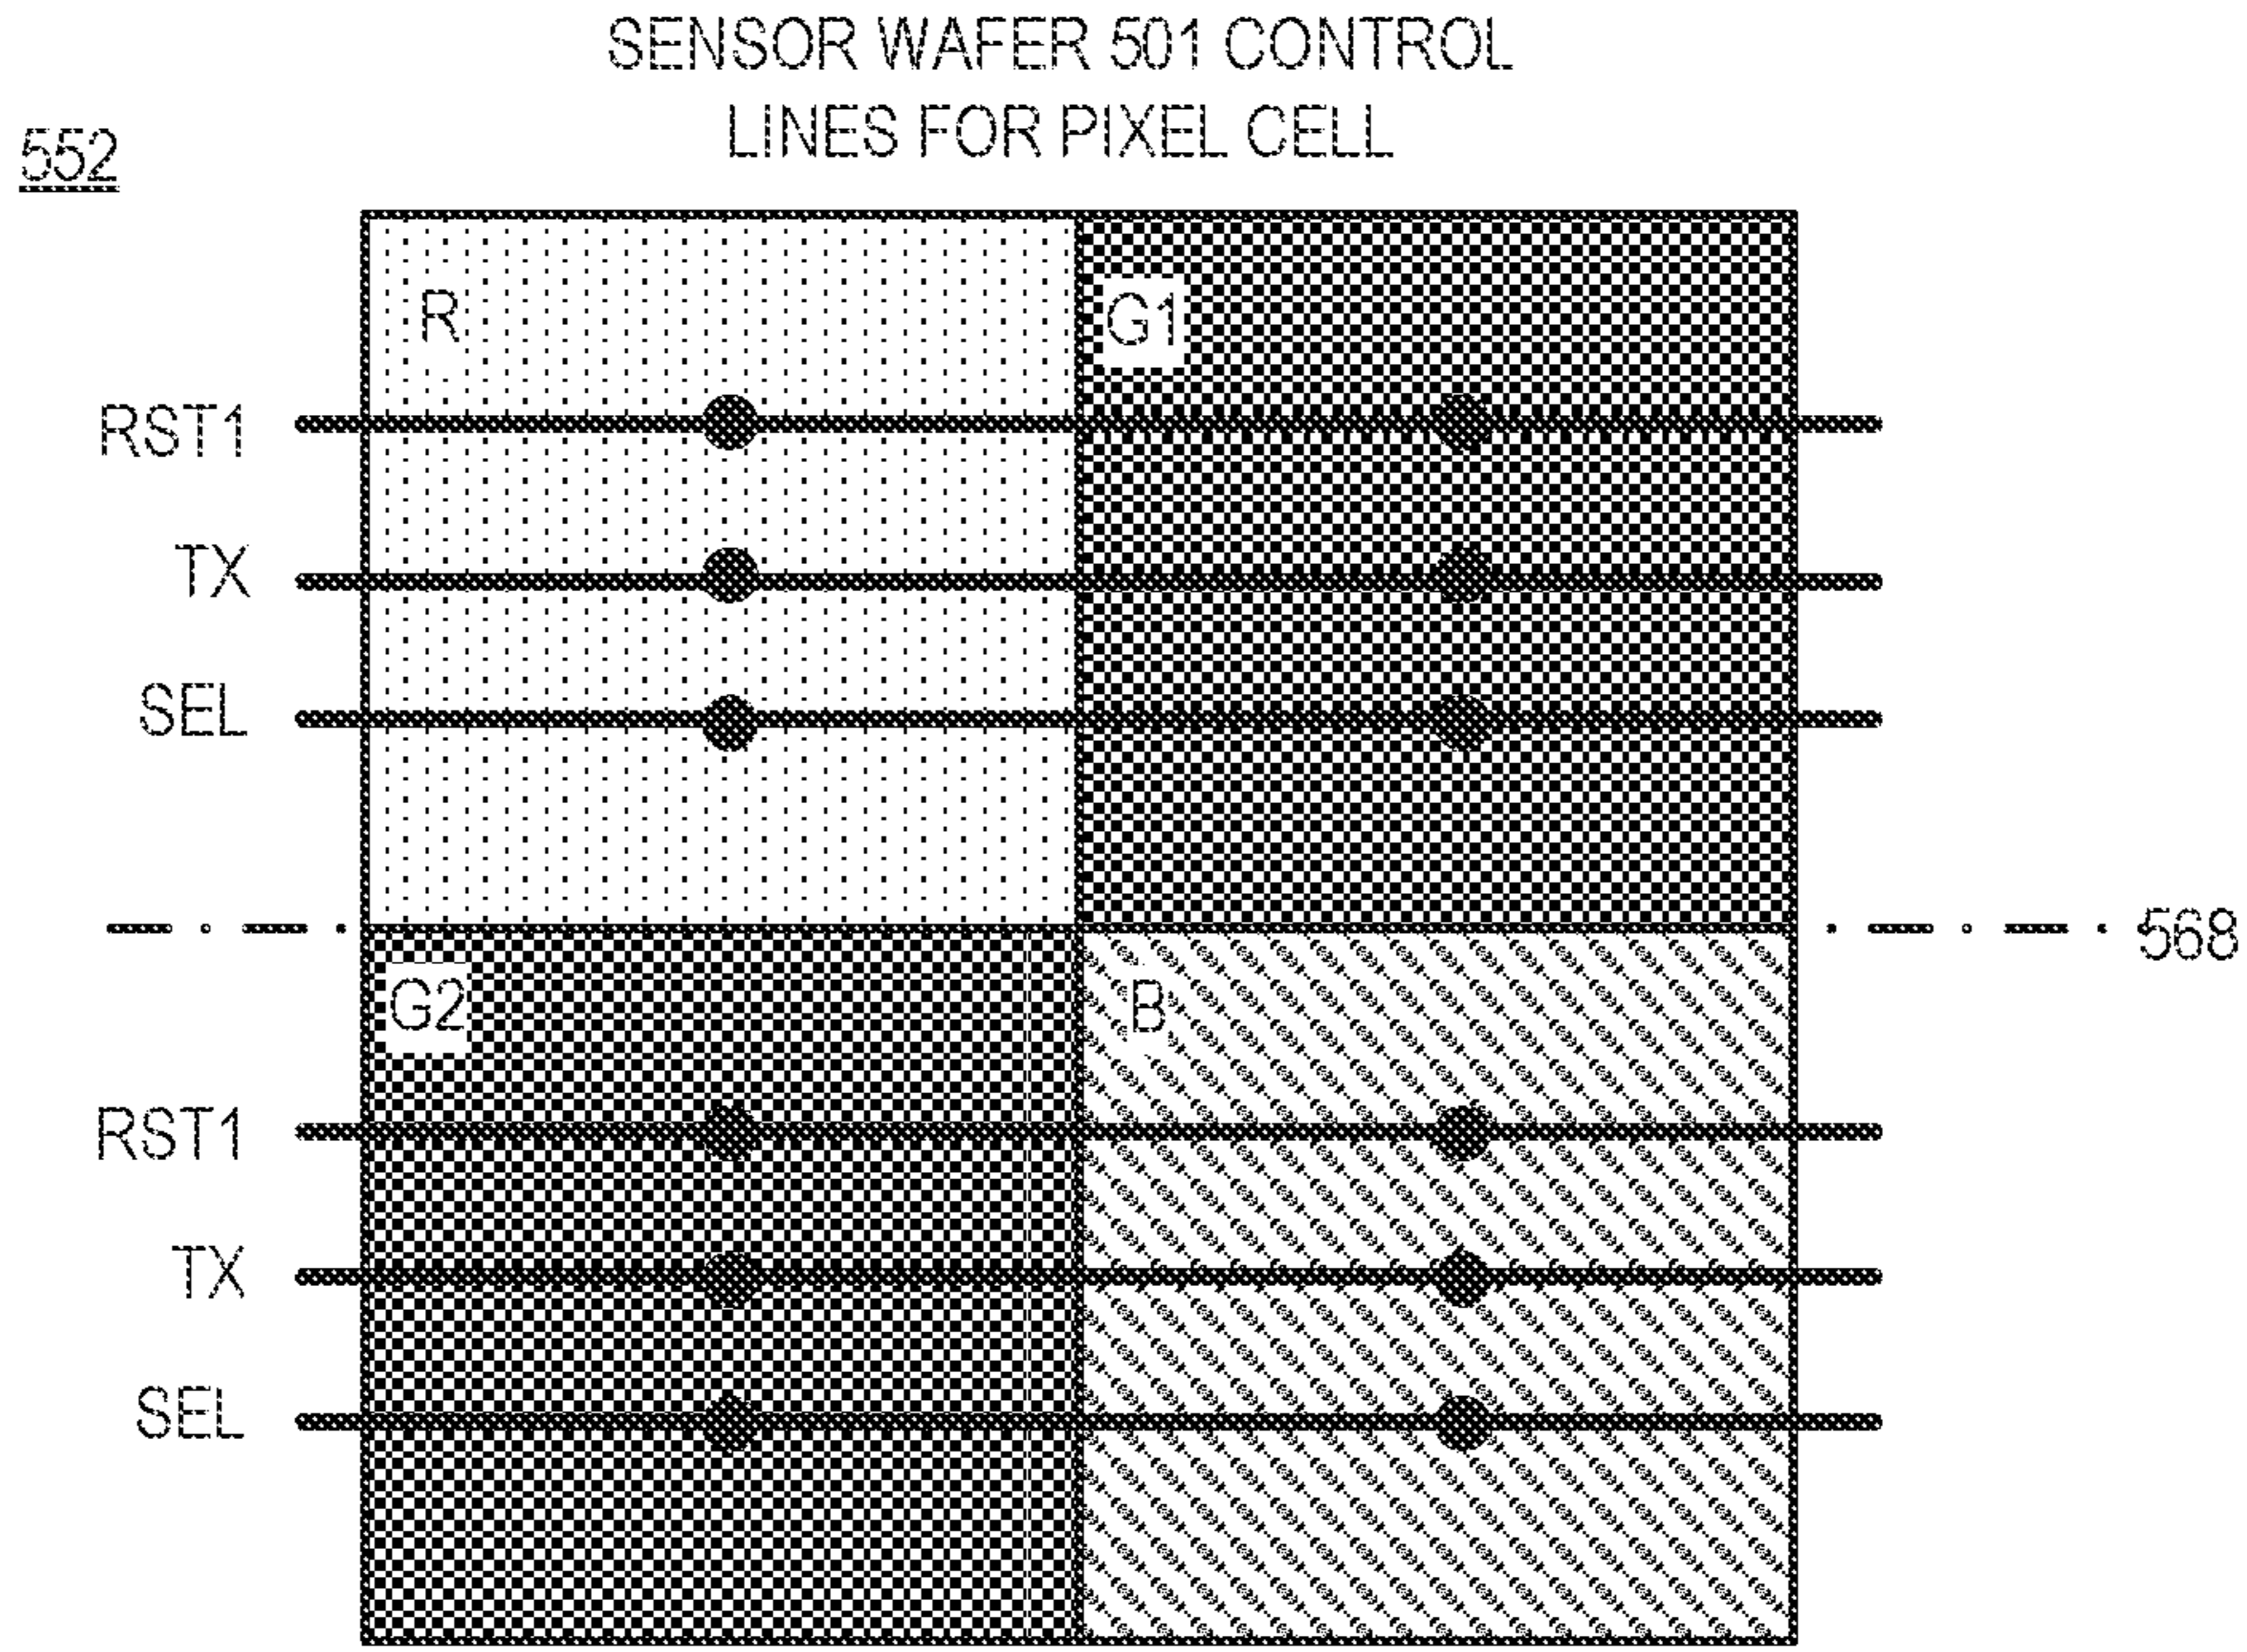 SENSOR WAFER 501 CONTROL
LINES FOR PIXEL CELL
552
R
G1
RST1
TX
SEL
568
G2
B
RST1
TX
SEL